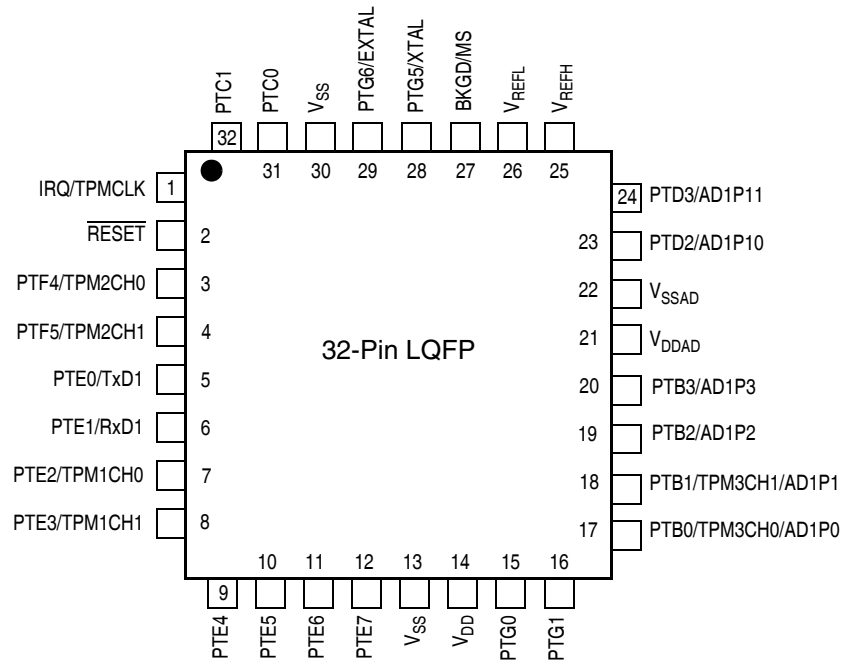 PTC1
PTC0
VSS
PTG6/EXTAL
PTG5/XTAL
BKGD/MS
VREFL
VREFH
32
31
30
29
28
27
26
25
IRQ/TPMCLK 1
RESET 2
PTF4/TPM2CH0 3
PTF5/TPM2CH1 4
PTE0/TxD1 5
PTE1/RxD1 6
PTE2/TPM1CH0 7
PTE3/TPM1CH1 8
32-Pin LQFP
24 PTD3/AD1P11
23 PTD2/AD1P10
22 VSSAD
21 VDDAD
20 PTB3/AD1P3
19 PTB2/AD1P2
18 PTB1/TPM3CH1/AD1P1
17 PTB0/TPM3CH0/AD1P0
9
10
11
12
13
14
15
16
PTE4
PTE5
PTE6
PTE7
VSS
VDD
PTG0
PTG1